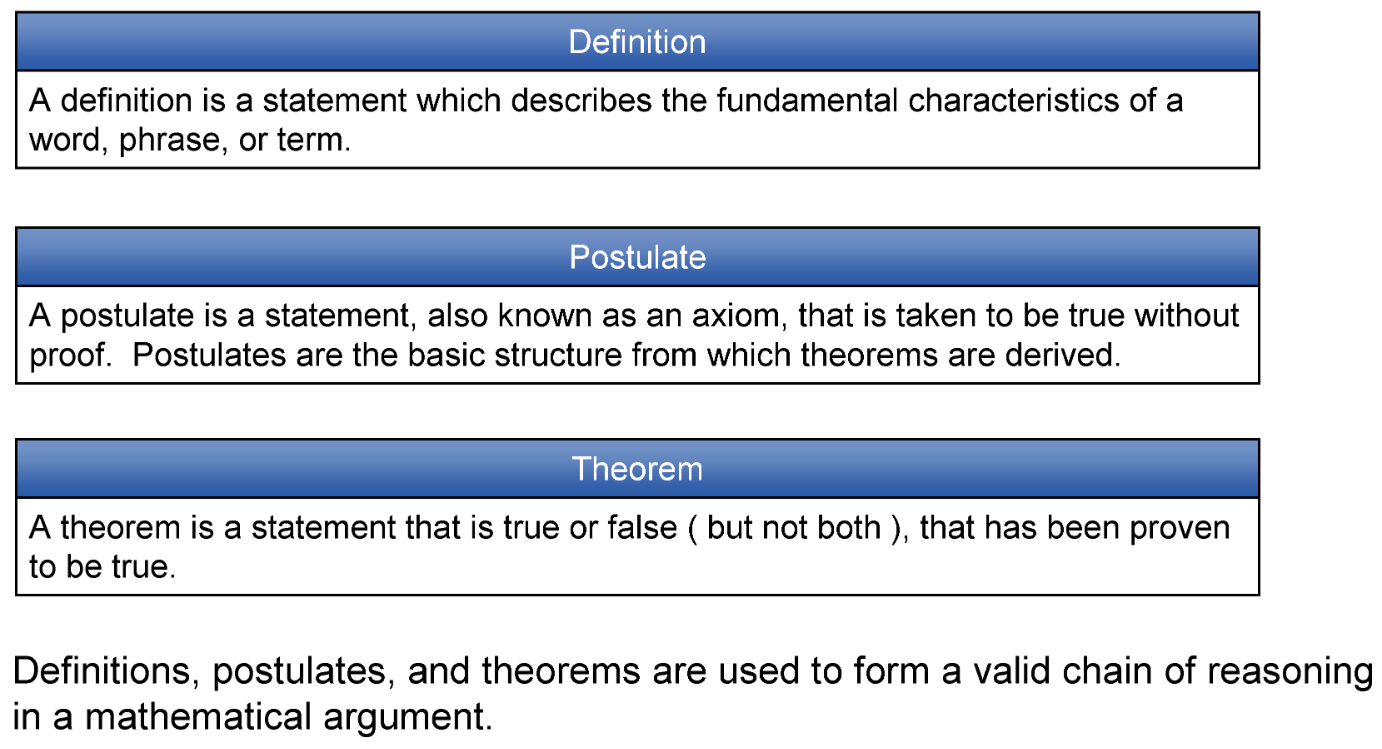 Definition
A definition is a statement which describes the fundamental characteristics of a
word, phrase, or term.
Postulate
A postulate is a statement, also known as an axiom, that is taken to be true without
proof.  Postulates are the basic structure from which theorems are derived.
Theorem
A theorem is a statement that is true or false ( but not both ), that has been proven
to be true.
Definitions, postulates, and theorems are used to form a valid chain of reasoning
in a mathematical argument.